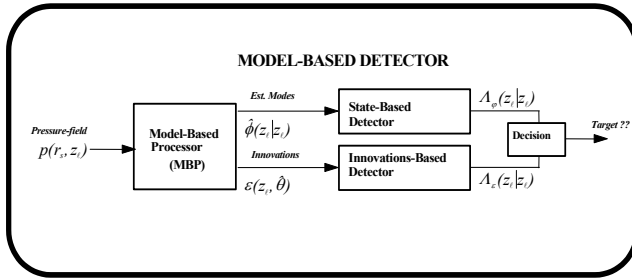 MODEL-BASED DETECTOR
Est. Modes
Λφ(zℓ|zℓ)
State-Based
Detector
Pressure-field
Model-Based
Processor
(MBP)
ϕ̂(zℓ|zℓ)
Decision
Target ??
p(rₛ, zℓ)
Innovations
Innovations-Based
Detector
ε(zℓ, θ̂)
Λε(zℓ|zℓ)